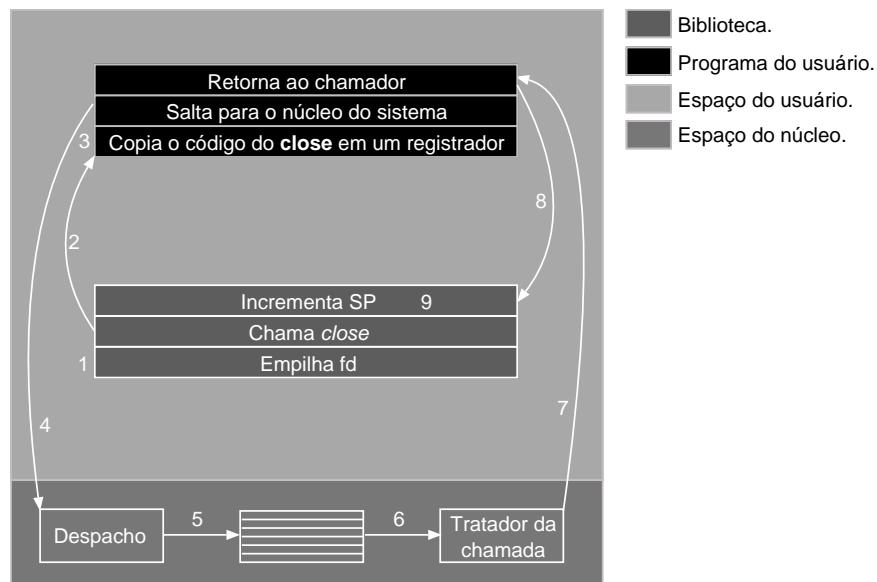 Biblioteca.
Programa do usuário.
Espaço do usuário.
Espaço do núcleo.
Retorna ao chamador
Salta para o núcleo do sistema
3 Copia o código do close em um registrador
8
2
Incrementa SP 9
Chama close
1 Empilha fd
7
4
Despacho
5
6
Tratador da
chamada